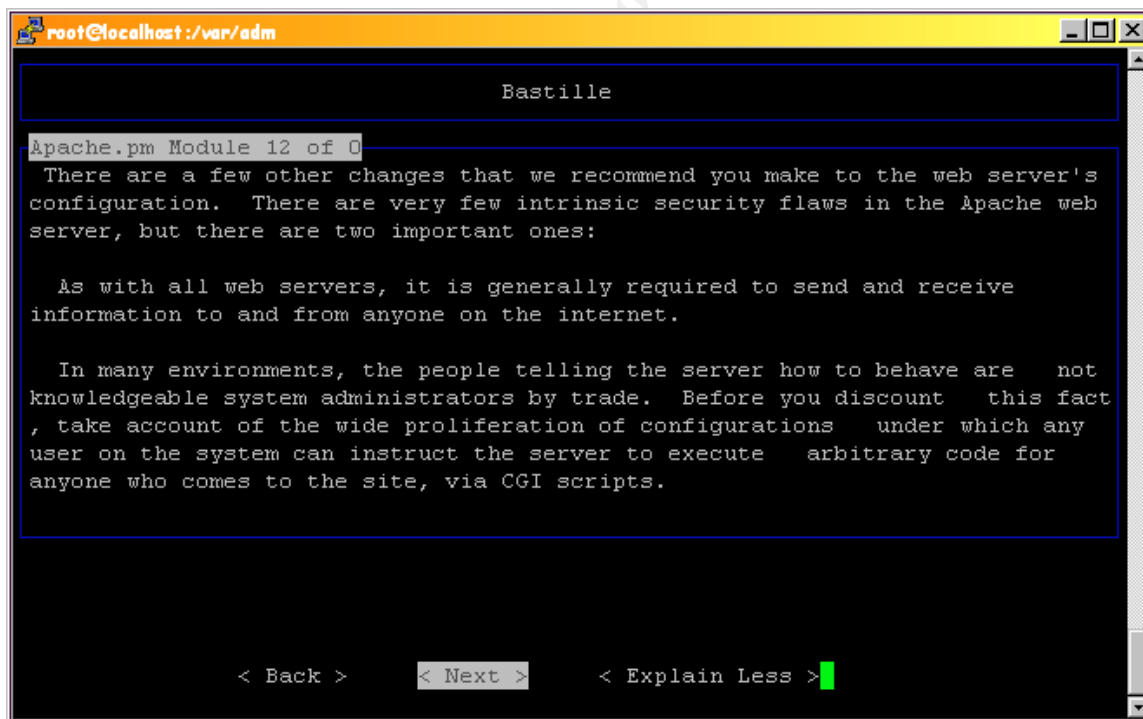 root@localhost:/var/adm
Bastille
Apache.pm Module 12 of 0
There are a few other changes that we recommend you make to the web server's
configuration.  There are very few intrinsic security flaws in the Apache web
server, but there are two important ones:
As with all web servers, it is generally required to send and receive
information to and from anyone on the internet.
In many environments, the people telling the server how to behave are   not
knowledgeable system administrators by trade.  Before you discount   this fact
, take account of the wide proliferation of configurations   under which any
user on the system can instruct the server to execute   arbitrary code for
anyone who comes to the site, via CGI scripts.
< Back >   < Next >   < Explain Less >